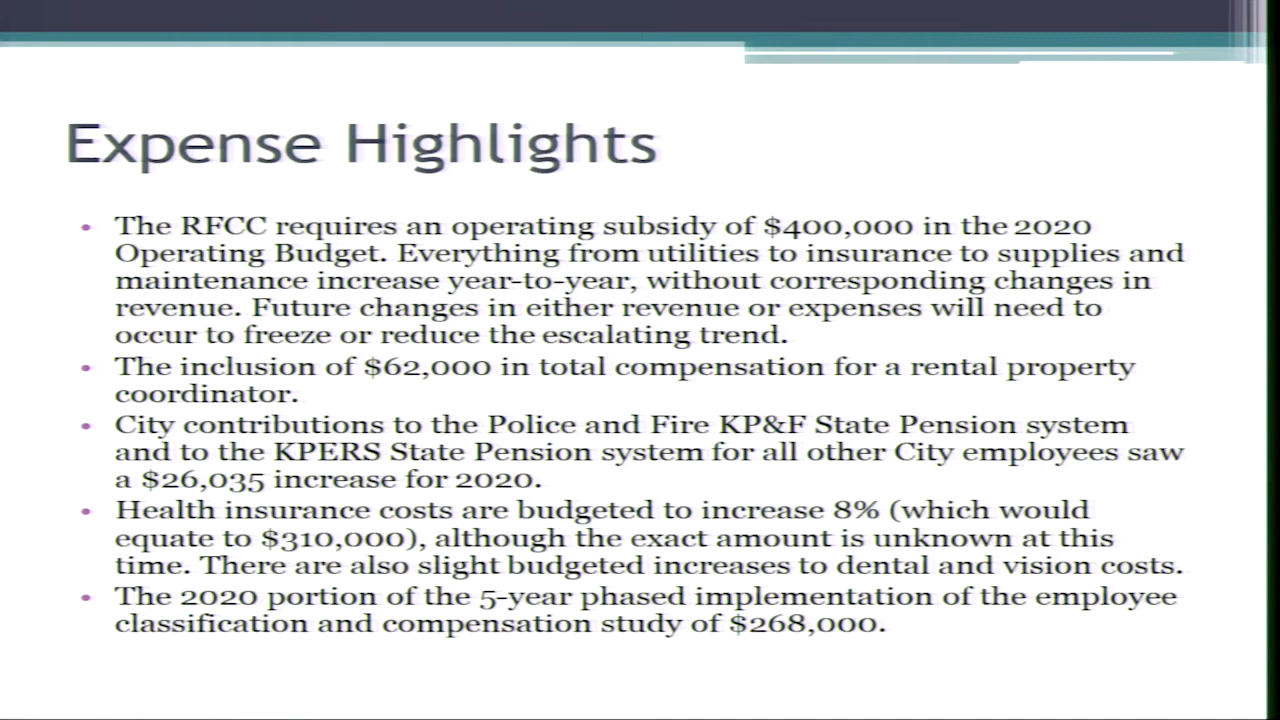 Expense Highlights
• The RFCC requires an operating subsidy of $400,000 in the 2020
Operating Budget. Everything from utilities to insurance to supplies and
maintenance increase year-to-year, without corresponding changes in
revenue. Future changes in either revenue or expenses will need to
occur to freeze or reduce the escalating trend.
• The inclusion of $62,000 in total compensation for a rental property
coordinator.
• City contributions to the Police and Fire KP&F State Pension system
and to the KPERS State Pension system for all other City employees saw
a $26,035 increase for 2020.
• Health insurance costs are budgeted to increase 8% (which would
equate to $310,000), although the exact amount is unknown at this
time. There are also slight budgeted increases to dental and vision costs.
• The 2020 portion of the 5-year phased implementation of the employee
classification and compensation study of $268,000.